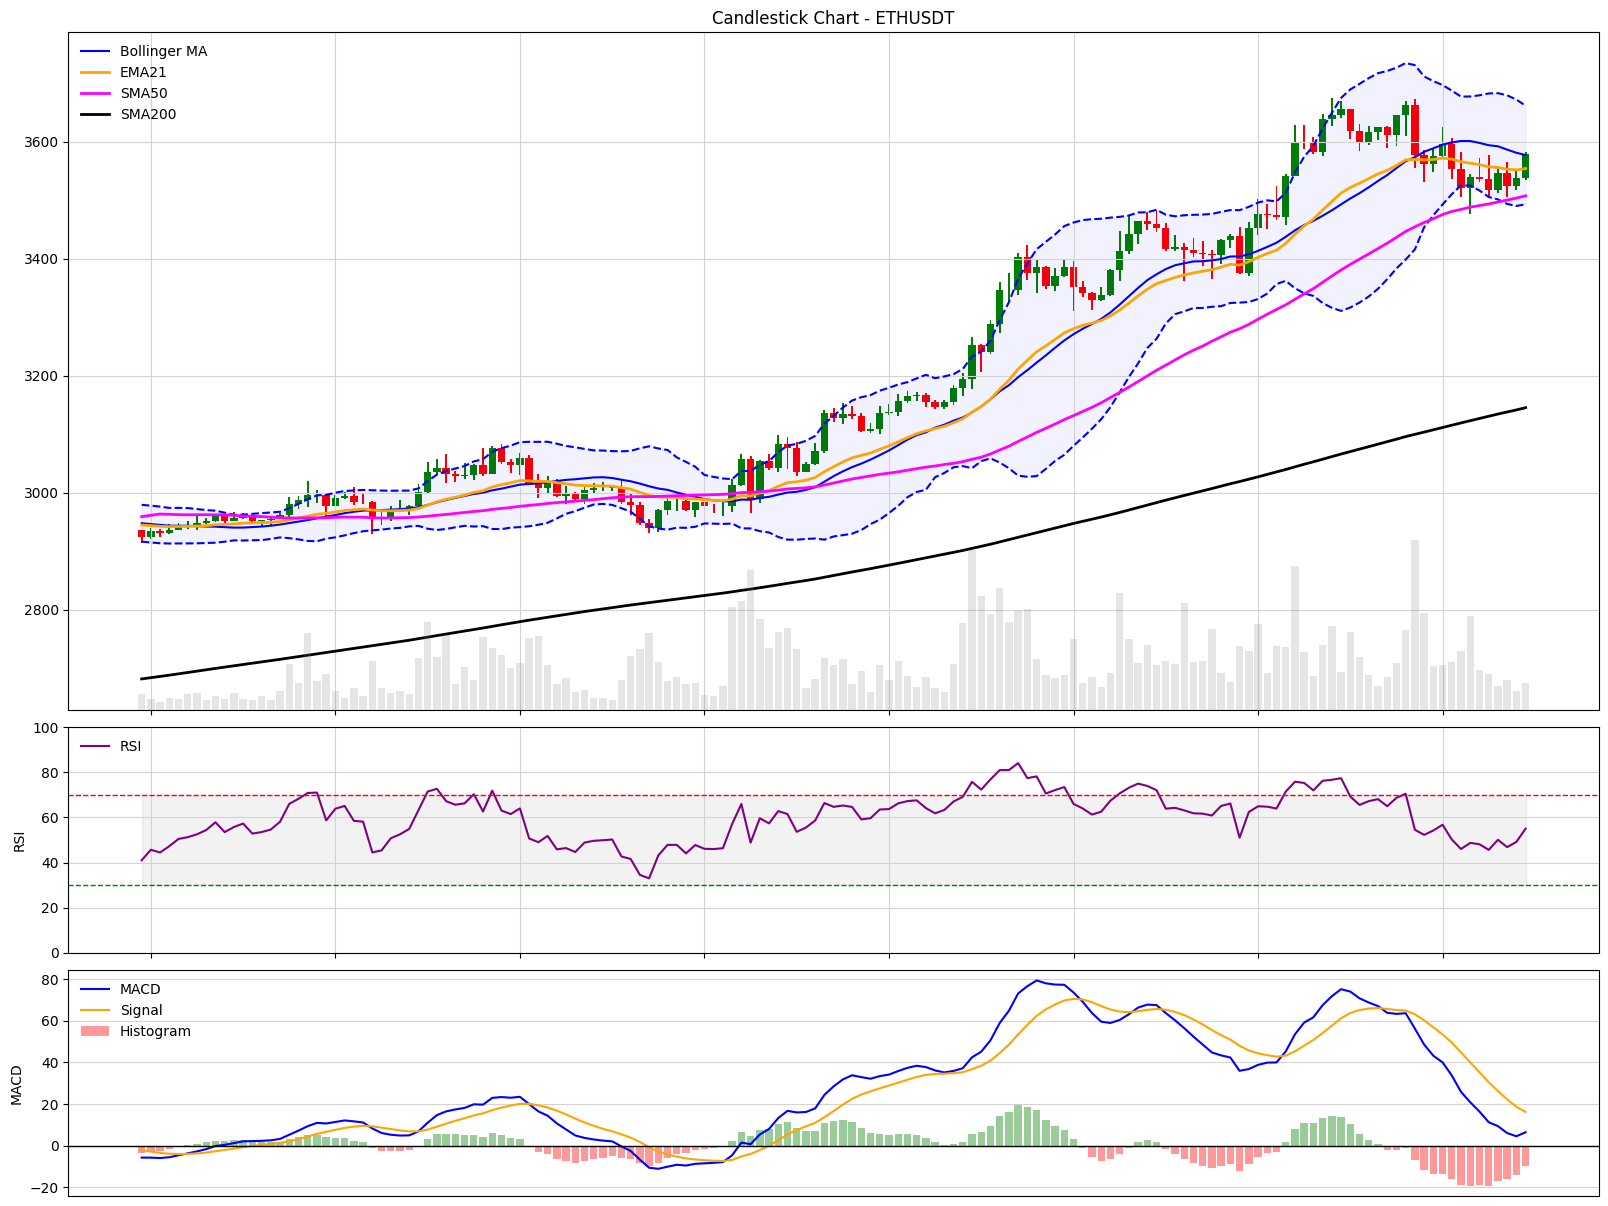 Candlestick Chart - ETHUSDT
Bollinger MA
EMA21
SMA50
SMA200
3600
3400
3200
3000
2800
RSI
100
80
60
40
20
0
RSI
MACD
Signal
Histogram
80
60
40
20
0
−20
MACD